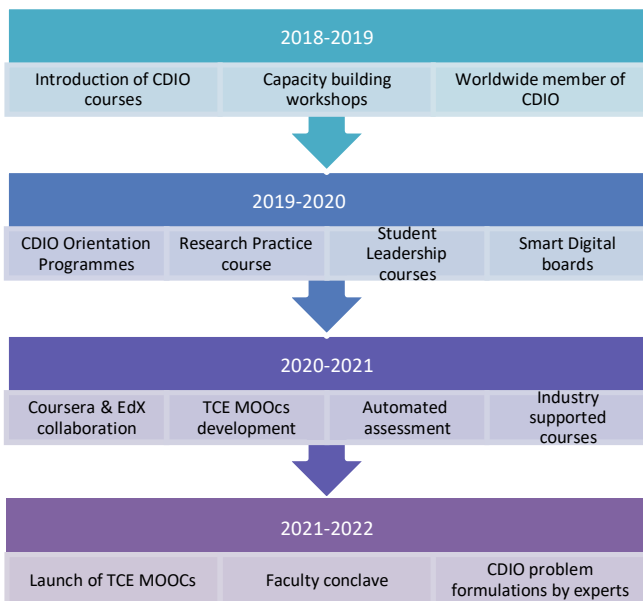 2018-2019
Introduction of CDIO
courses
Capacity building
workshops
Worldwide member of
CDIO
2019-2020
CDIO Orientation
Programmes
Research Practice
course
Student
Leadership
courses
Smart Digital
boards
2020-2021
Coursera & EdX
collaboration
TCE MOOcs
development
Automated
assessment
Industry
supported
courses
2021-2022
Launch of TCE MOOCs
Faculty conclave
CDIO problem
formulations by experts